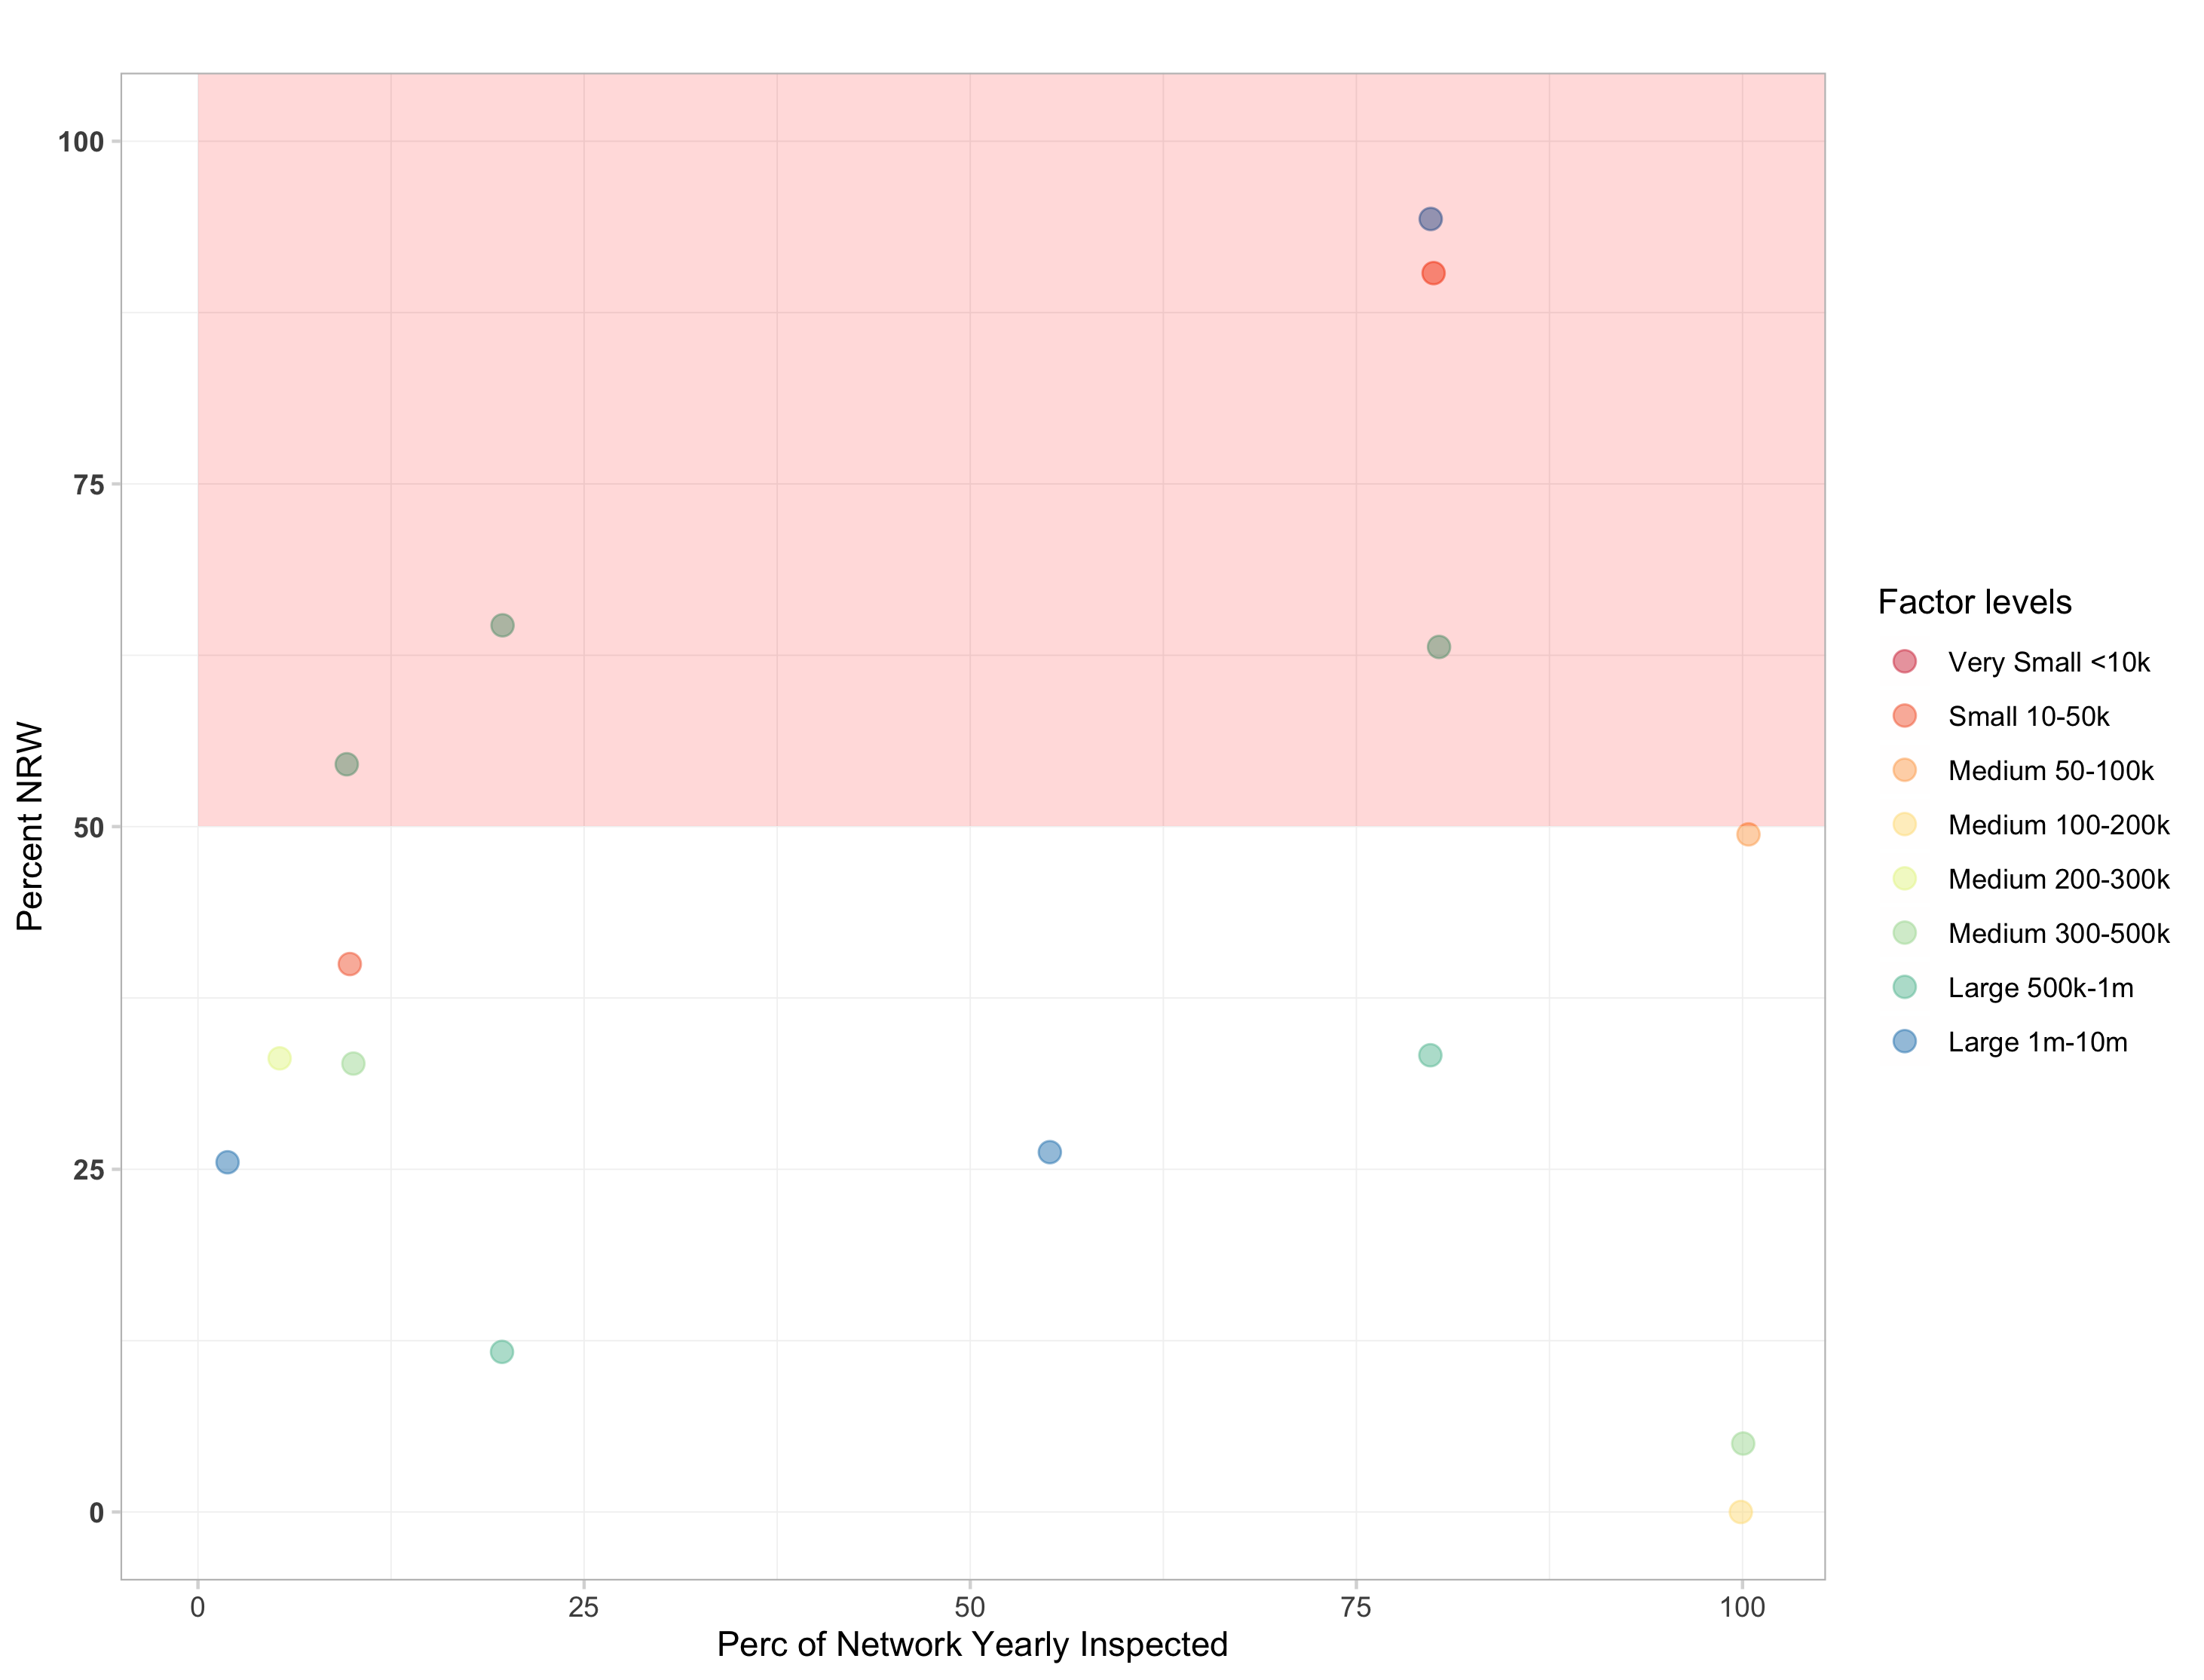 100
75
50
25
0
Percent NRW
0 25 50 75 100
Perc of Network Yearly Inspected
Factor levels
Very Small <10k
Small 10-50k
Medium 50-100k
Medium 100-200k
Medium 200-300k
Medium 300-500k
Large 500k-1m
Large 1m-10m